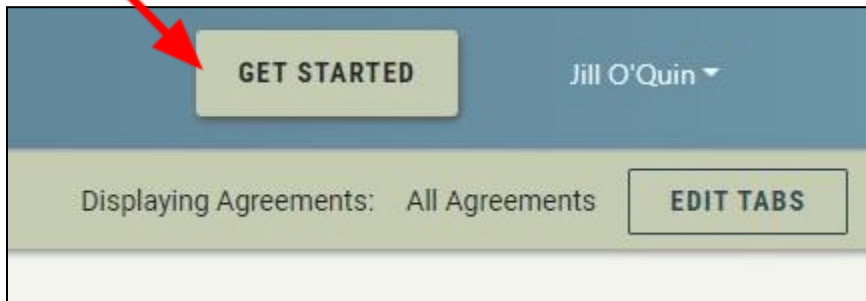 GET STARTED
Jill O'Quin
Displaying Agreements: All Agreements
EDIT TABS